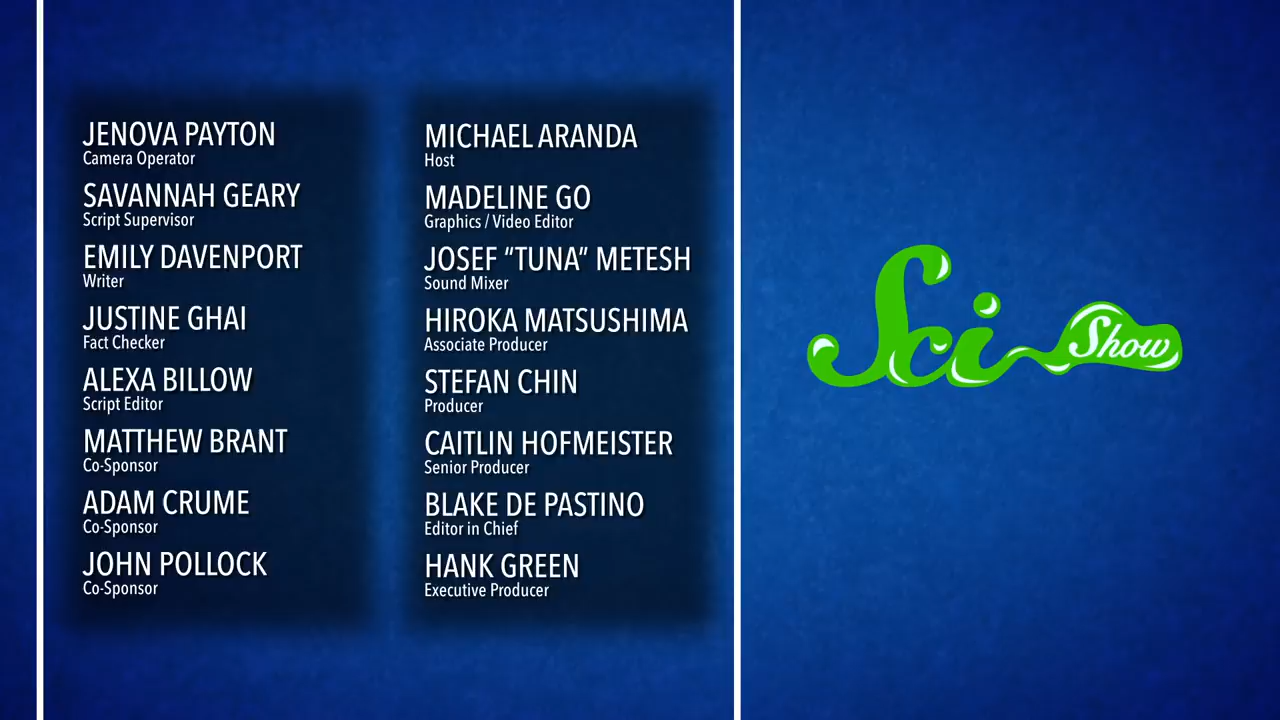 JENOVA PAYTON
Camera Operator
SAVANNAH GEARY
Script Supervisor
EMILY DAVENPORT
Writer
JUSTINE GHAI
Fact Checker
ALEXA BILLOW
Script Editor
MATTHEW BRANT
Co-Sponsor
ADAM CRUME
Co-Sponsor
JOHN POLLOCK
Co-Sponsor
MICHAEL ARANDA
Host
MADELINE GO
Graphics / Video Editor
JOSEF “TUNA” METESH
Sound Mixer
HIROKA MATSUSHIMA
Associate Producer
STEFAN CHIN
Producer
CAITLIN HOFMEISTER
Senior Producer
BLAKE DE PASTINO
Editor in Chief
HANK GREEN
Executive Producer
Sci Show